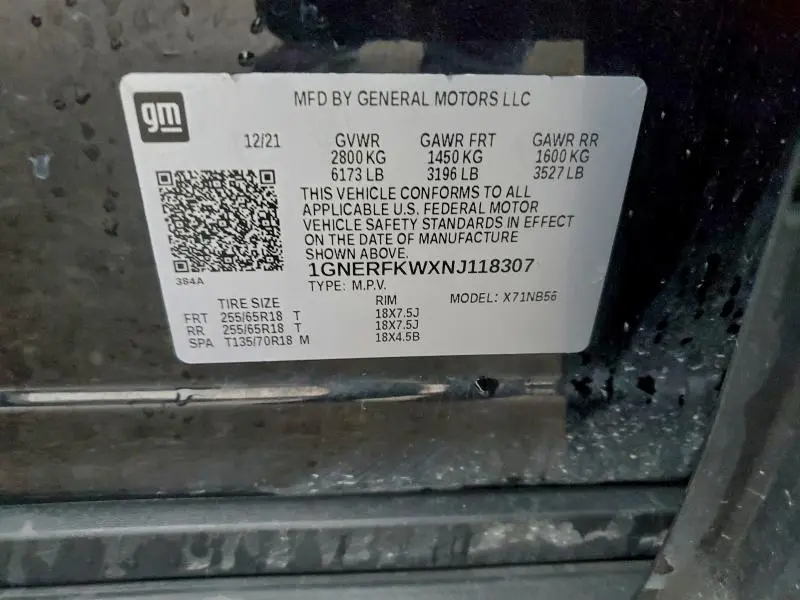 gm
MFD BY GENERAL MOTORS LLC
12/21 GVWR GAWR FRT GAWR RR
2800 KG 1450 KG 1600 KG
6173 LB 3196 LB 3527 LB
THIS VEHICLE CONFORMS TO ALL
APPLICABLE U.S. FEDERAL MOTOR
VEHICLE SAFETY STANDARDS IN EFFECT
ON THE DATE OF MANUFACTURE
SHOWN ABOVE.
384A
1GNERFKWXNJ118307
TYPE: M.P.V. MODEL: X71NB56
TIRE SIZE RIM
FRT 255/65R18 T 18X7.5J
RR 255/65R18 T 18X7.5J
SPA T135/70R18 M 18X4.5B